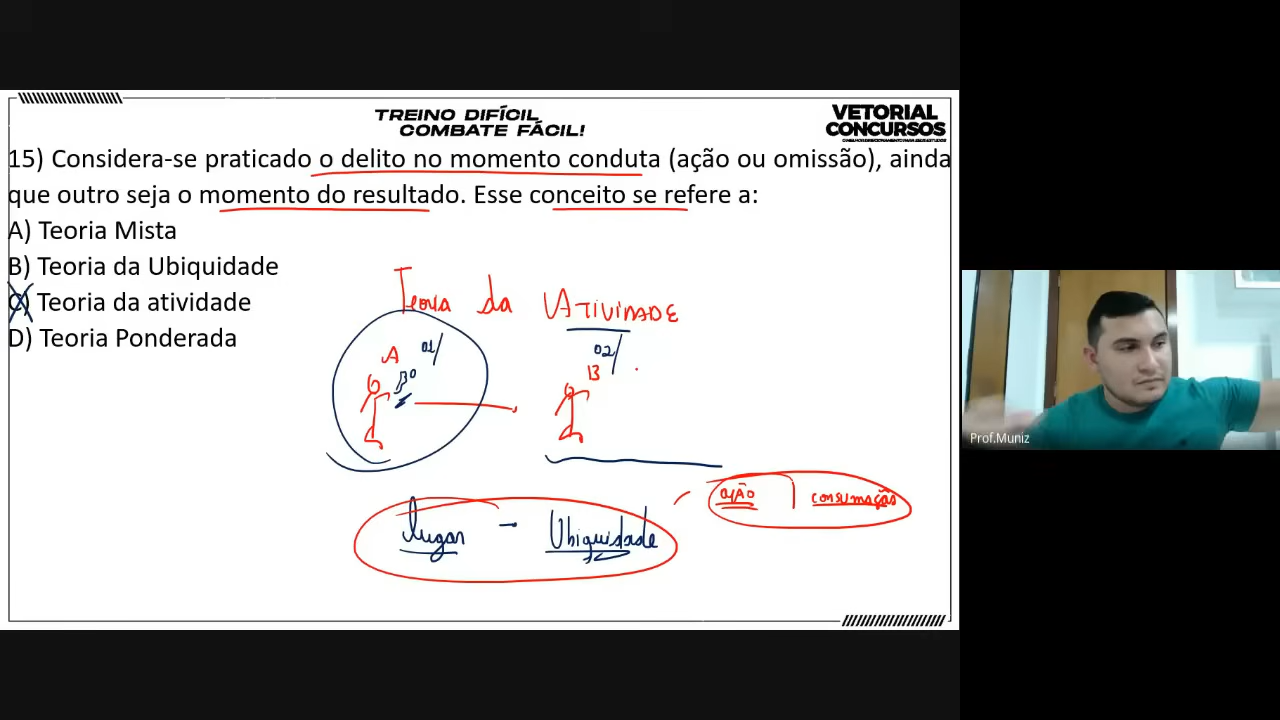 TREINO DIFÍCIL
COMBATE FÁCIL!
VETORIAL
CONCURSOS
15) Considera-se praticado o delito no momento conduta (ação ou omissão), ainda
que outro seja o momento do resultado. Esse conceito se refere a:
A) Teoria Mista
B) Teoria da Ubiquidade
C) Teoria da atividade
D) Teoria Ponderada
Teoria da ATIVIDADE
A 01/
02/
B
ação | consumação
lugar - Ubiquidade
Prof.Muniz